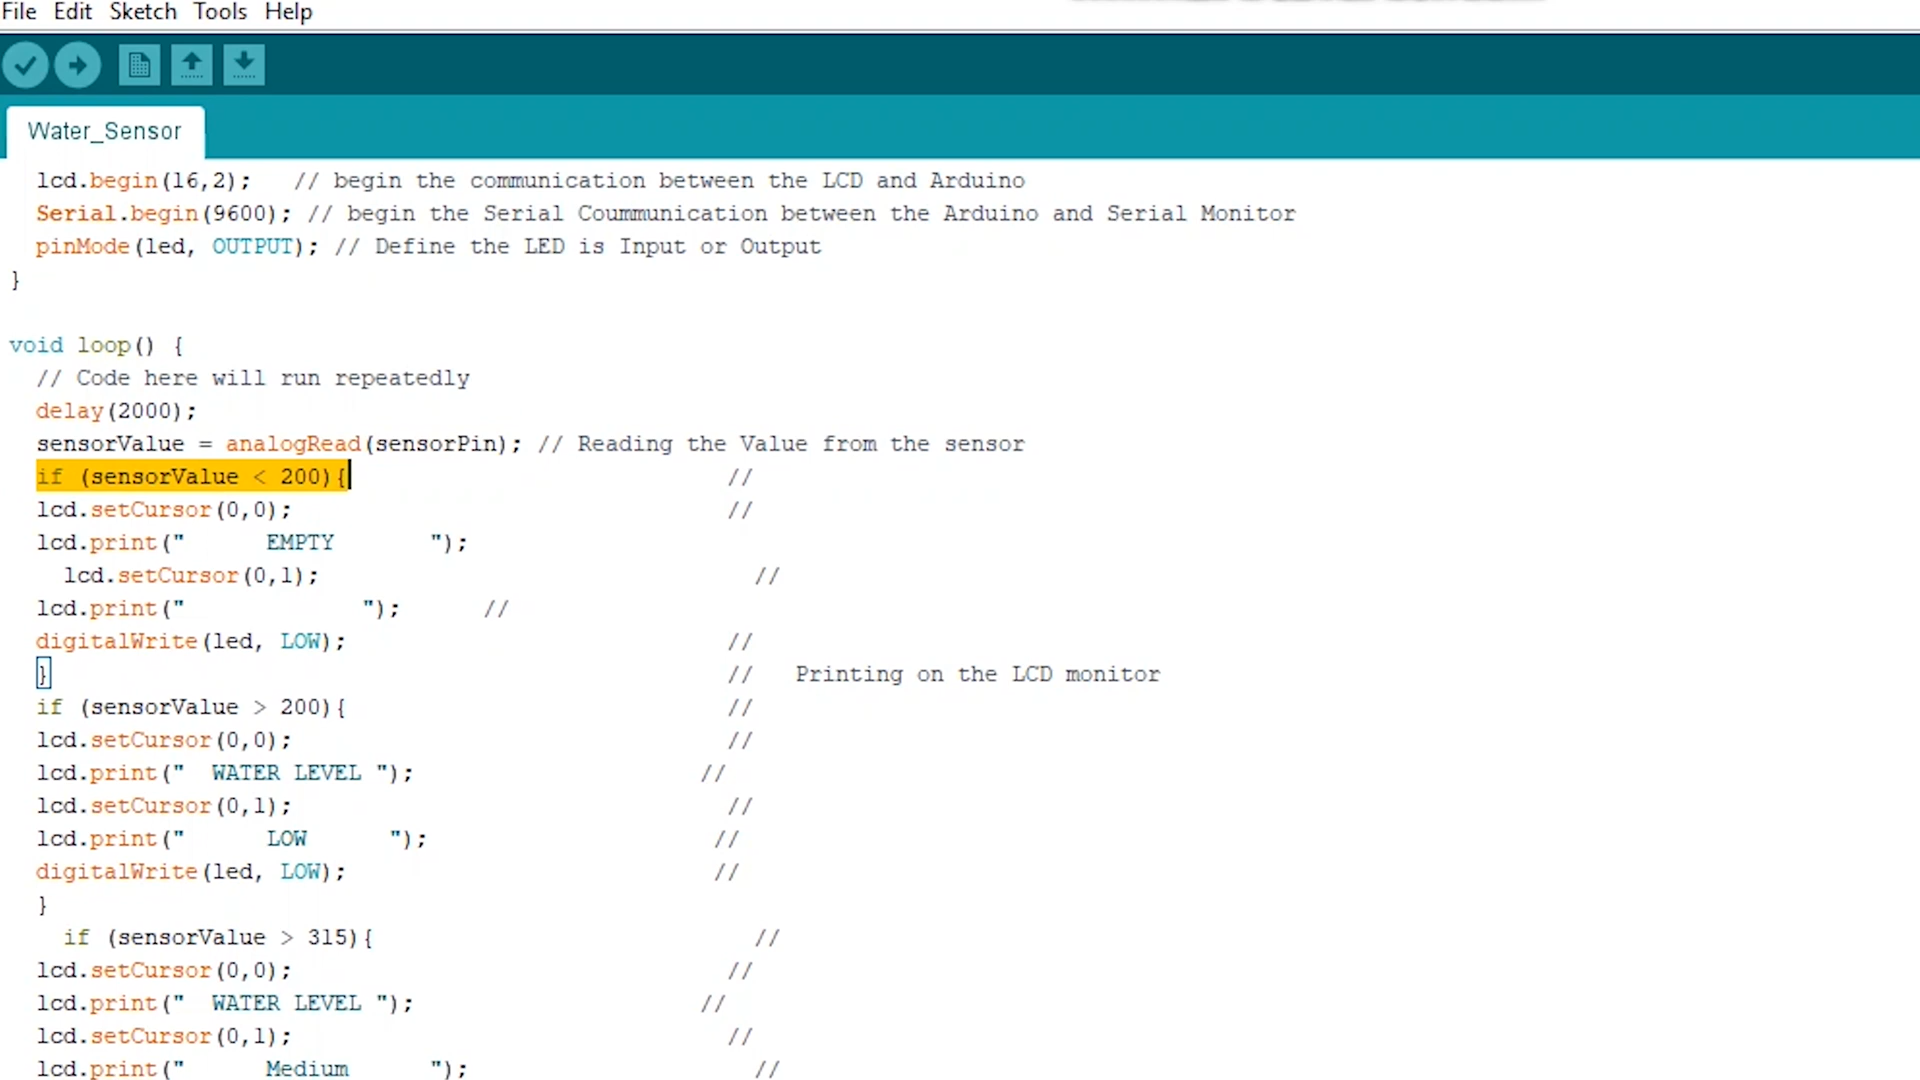 File Edit Sketch Tools Help
Water_Sensor
lcd.begin(16,2);   // begin the communication between the LCD and Arduino
Serial.begin(9600); // begin the Serial Coummunication between the Arduino and Serial Monitor
pinMode(led, OUTPUT); // Define the LED is Input or Output
}
void loop() {
// Code here will run repeatedly
delay(2000);
sensorValue = analogRead(sensorPin); // Reading the Value from the sensor
if (sensorValue < 200){                            //
lcd.setCursor(0,0);                                //
lcd.print("      EMPTY       ");
lcd.setCursor(0,1);                                //
lcd.print("             ");      //
digitalWrite(led, LOW);                            //
}                                                  //   Printing on the LCD monitor
if (sensorValue > 200){                            //
lcd.setCursor(0,0);                                //
lcd.print("  WATER LEVEL ");                     //
lcd.setCursor(0,1);                                //
lcd.print("      LOW      ");                     //
digitalWrite(led, LOW);                           //
}
if (sensorValue > 315){                            //
lcd.setCursor(0,0);                                //
lcd.print("  WATER LEVEL ");                     //
lcd.setCursor(0,1);                                //
lcd.print("      Medium      ");                     //